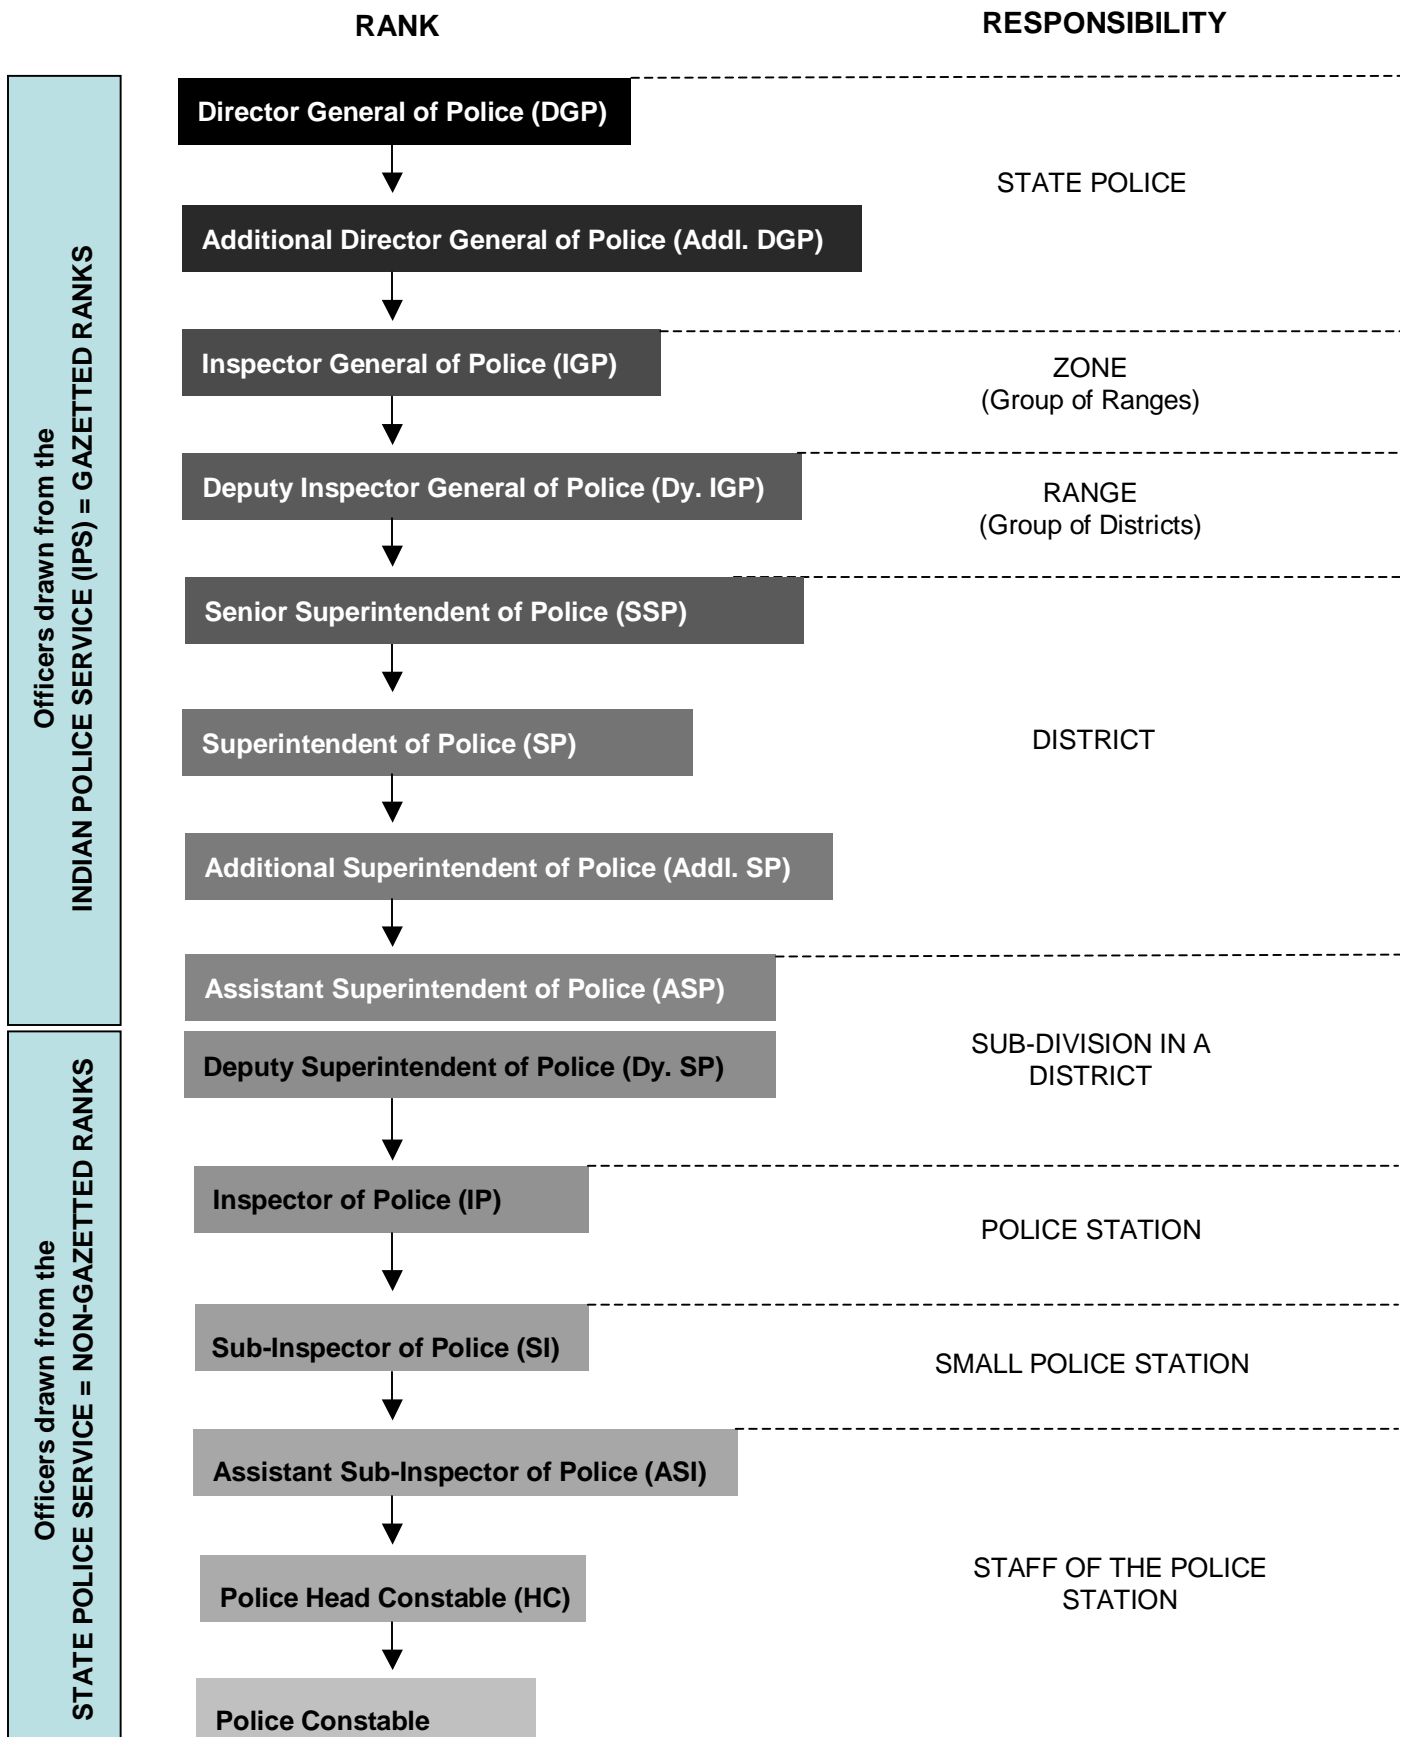 RANK
RESPONSIBILITY
Officers drawn from the
INDIAN POLICE SERVICE (IPS) = GAZETTED RANKS
Director General of Police (DGP)
STATE POLICE
Additional Director General of Police (Addl. DGP)
Inspector General of Police (IGP)
ZONE
(Group of Ranges)
Deputy Inspector General of Police (Dy. IGP)
RANGE
(Group of Districts)
Senior Superintendent of Police (SSP)
Superintendent of Police (SP)
DISTRICT
Additional Superintendent of Police (Addl. SP)
Assistant Superintendent of Police (ASP)
Officers drawn from the
STATE POLICE SERVICE = NON-GAZETTED RANKS
Deputy Superintendent of Police (Dy. SP)
SUB-DIVISION IN A
DISTRICT
Inspector of Police (IP)
POLICE STATION
Sub-Inspector of Police (SI)
SMALL POLICE STATION
Assistant Sub-Inspector of Police (ASI)
Police Head Constable (HC)
STAFF OF THE POLICE
STATION
Police Constable